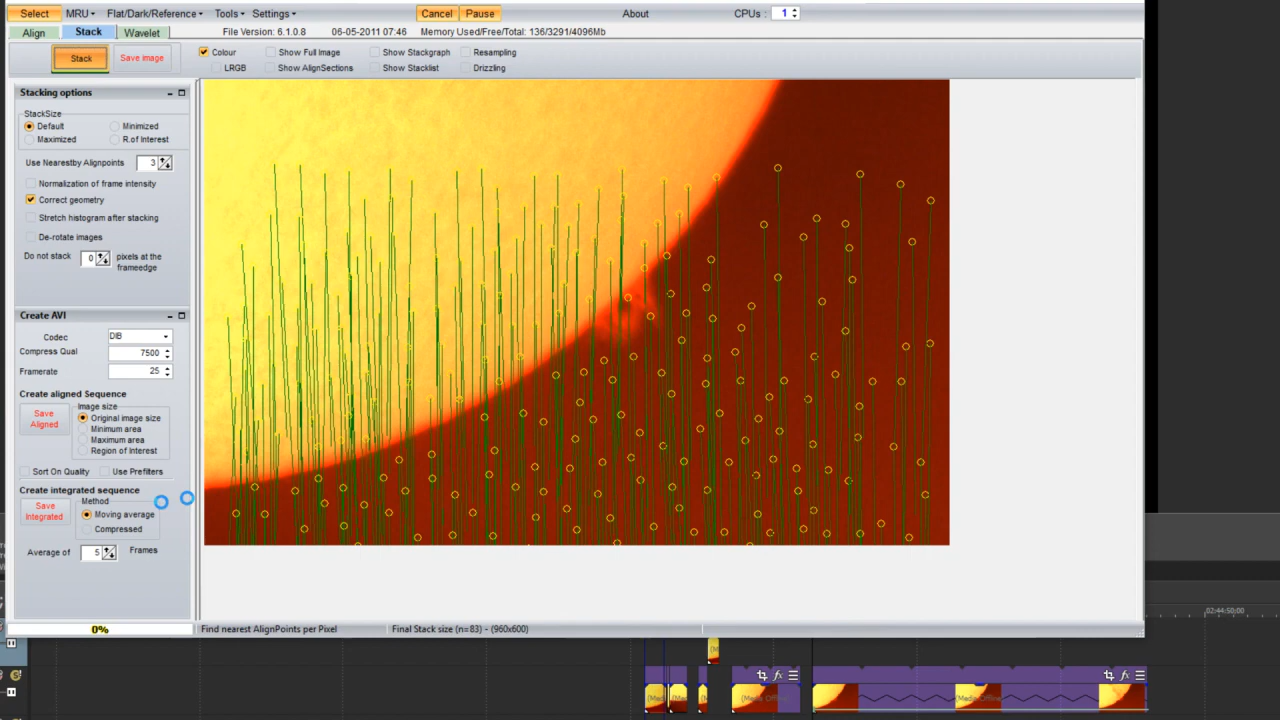 Select MRU Flat/Dark/Reference Tools Settings Cancel Pause About CPUs : 1
Align Stack Wavelet File Version: 6.1.0.8 06-05-2011 07:46 Memory Used/Free/Total: 136/3291/4096Mb
Stack Save Image Colour Show Full Image Show Stackgraph Resampling
LRGB Show AlignSections Show Stacklist Drizzling
Stacking options
StackSize
Default Minimized
Maximized R.of Interest
Use Nearestby Alignpoints 3
Normalization of frame intensity
Correct geometry
Stretch histogram after stacking
De-rotate images
Do not stack 0 pixels at the
frameedge
Create AVI
Codec DIB
Compress Qual 7500
Framerate 25
Create aligned Sequence
Save
Aligned
Image size
Original image size
Minimum area
Maximum area
Region of Interest
Sort On Quality Use Prefilters
Create integrated sequence
Save
Integrated
Method
Moving average
Compressed
Average of 5 Frames
0% Find nearest AlignPoints per Pixel Final Stack size (n=83) - (960x600)
02:44:50;00
fx fx